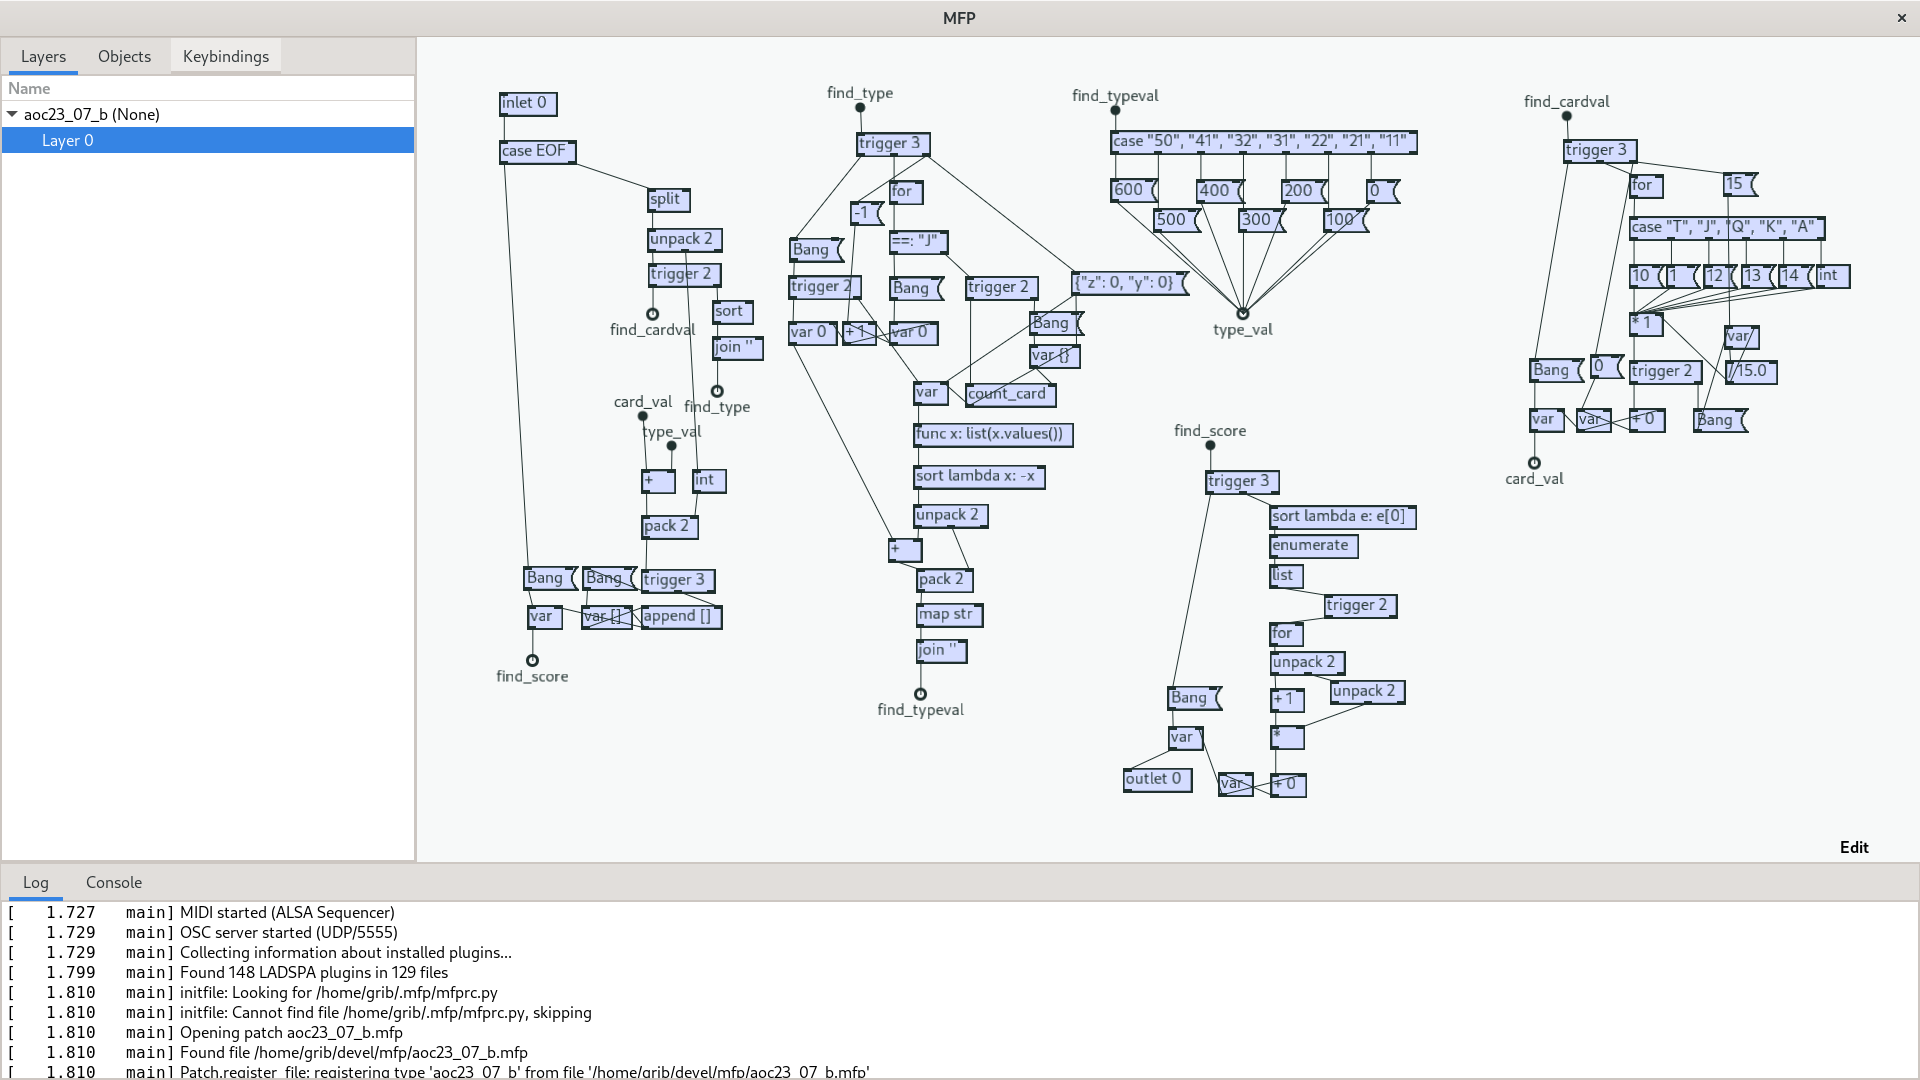 MFP
×
Layers Objects Keybindings
Name
aoc23_07_b (None)
Layer 0
inlet 0
case EOF
split
unpack 2
trigger 2
find_cardval
sort
join ''
find_type
card_val
type_val
+
int
pack 2
Bang
Bang
trigger 3
var
var []
append []
find_score
find_type
trigger 3
for
-1
==: "J"
Bang
trigger 2
Bang
trigger 2
{"z": 0, "y": 0}
var 0
+ 1
var 0
Bang
var {}
var
count_card
func x: list(x.values())
sort lambda x: -x
unpack 2
+
pack 2
map str
join ''
find_typeval
find_typeval
case "50", "41", "32", "31", "22", "21", "11"
600
400
200
0
500
300
100
type_val
find_score
trigger 3
sort lambda e: e[0]
enumerate
list
trigger 2
for
unpack 2
unpack 2
+ 1
*
Bang
var
outlet 0
var
+ 0
find_cardval
trigger 3
for
15
case "T", "J", "Q", "K", "A"
10
1
12
13
14
int
* 1
var
Bang
0
trigger 2
/ 15.0
var
var
+ 0
Bang
card_val
Edit
Log Console
[ 1.727 main] MIDI started (ALSA Sequencer)
[ 1.729 main] OSC server started (UDP/5555)
[ 1.729 main] Collecting information about installed plugins...
[ 1.799 main] Found 148 LADSPA plugins in 129 files
[ 1.810 main] initfile: Looking for /home/grib/.mfp/mfprc.py
[ 1.810 main] initfile: Cannot find file /home/grib/.mfp/mfprc.py, skipping
[ 1.810 main] Opening patch aoc23_07_b.mfp
[ 1.810 main] Found file /home/grib/devel/mfp/aoc23_07_b.mfp
[ 1.810 main] Patch.register_file: registering type 'aoc23_07_b' from file '/home/grib/devel/mfp/aoc23_07_b.mfp'